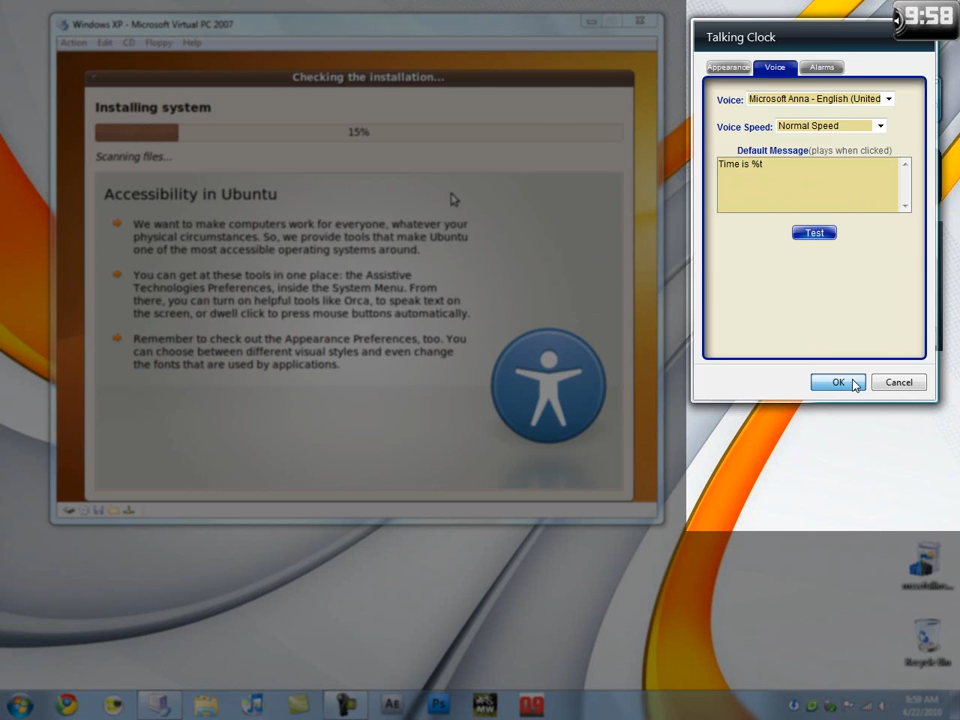 Windows XP - Microsoft Virtual PC 2007
Action Edit CD Floppy Help
Checking the installation...
Installing system
15%
Scanning files...
Accessibility in Ubuntu
We want to make computers work for everyone, whatever your
physical circumstances. So, we provide tools that make Ubuntu
one of the most accessible operating systems around.
You can get at these tools in one place: the Assistive
Technologies Preferences, inside the System Menu. From
there, you can turn on helpful tools like Orca, to speak text on
the screen, or dwell click to press mouse buttons automatically.
Remember to check out the Appearance Preferences, too. You
can choose between different visual styles and even change
the fonts that are used by applications.
9:58
Talking Clock
Appearance Voice Alarms
Voice: Microsoft Anna - English (United
Voice Speed: Normal Speed
Default Message(plays when clicked)
Time is %t
Test
OK Cancel
Recycle Bin
Ae Ps MW
4/27/2010